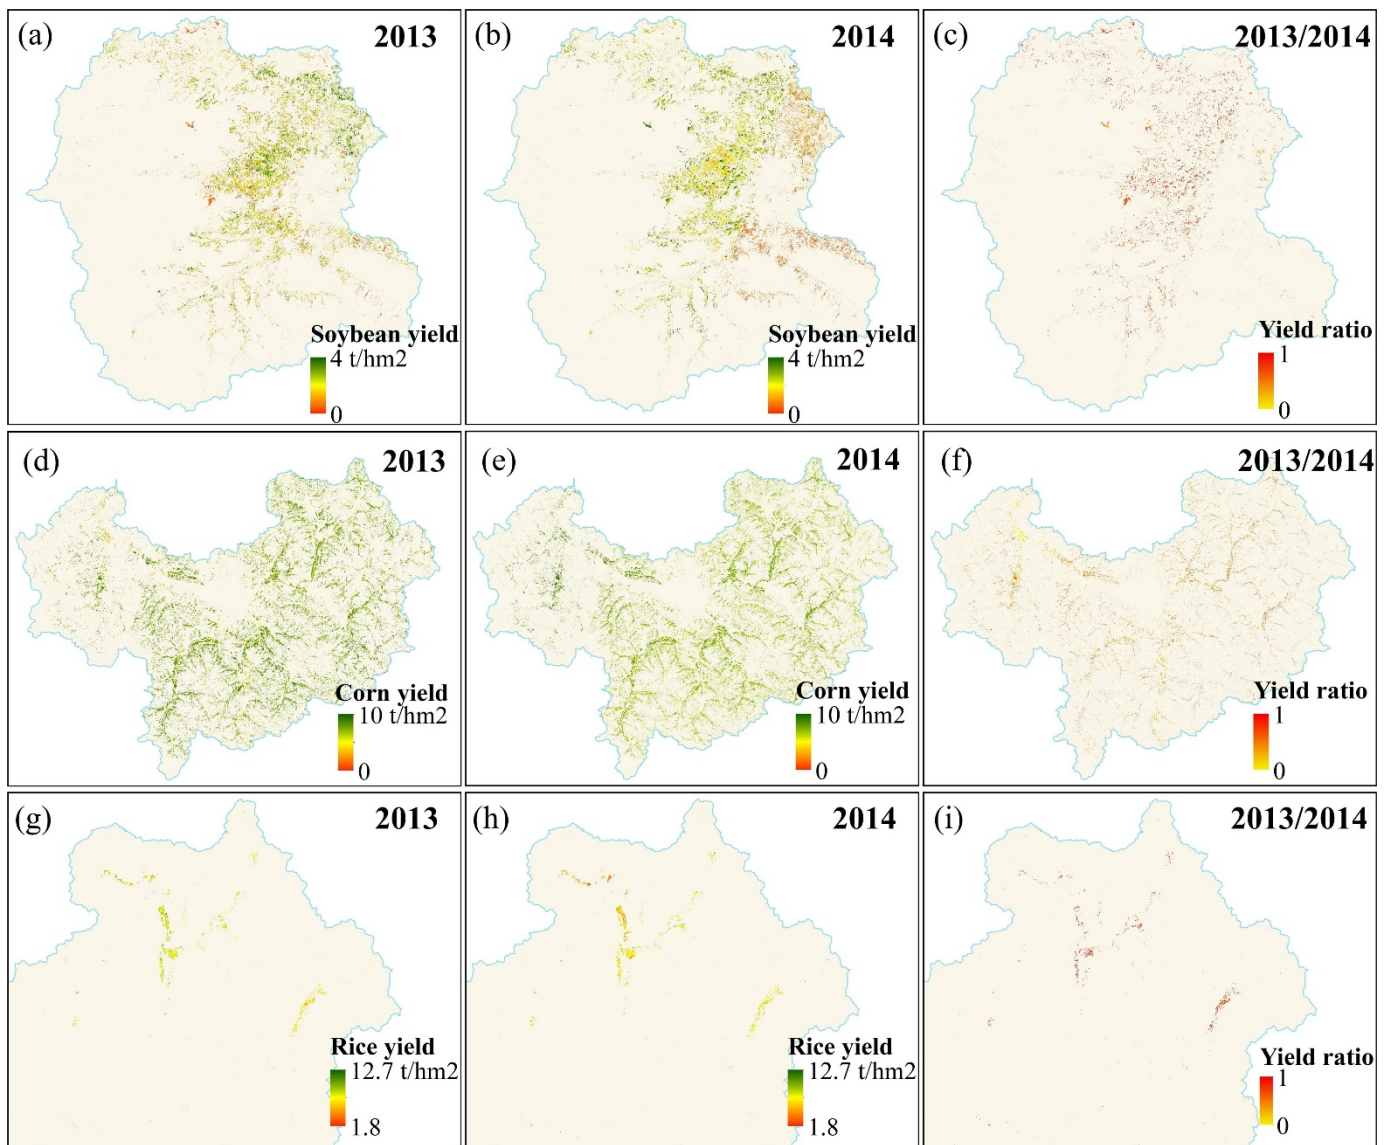 (a) 2013
Soybean yield
4 t/hm2
0
(b) 2014
Soybean yield
4 t/hm2
0
(c) 2013/2014
Yield ratio
1
0
(d) 2013
Corn yield
10 t/hm2
0
(e) 2014
Corn yield
10 t/hm2
0
(f) 2013/2014
Yield ratio
1
0
(g) 2013
Rice yield
12.7 t/hm2
1.8
(h) 2014
Rice yield
12.7 t/hm2
1.8
(i) 2013/2014
Yield ratio
1
0